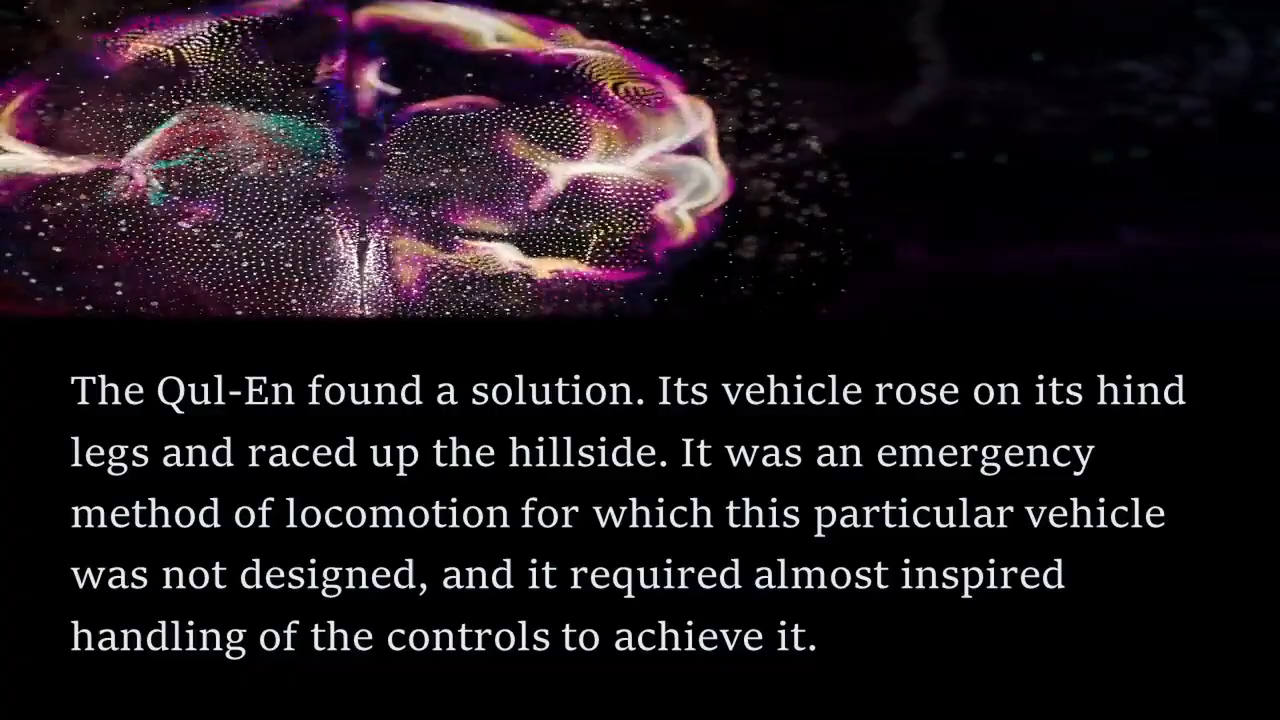 The Qul-En found a solution. Its vehicle rose on its hind
legs and raced up the hillside. It was an emergency
method of locomotion for which this particular vehicle
was not designed, and it required almost inspired
handling of the controls to achieve it.